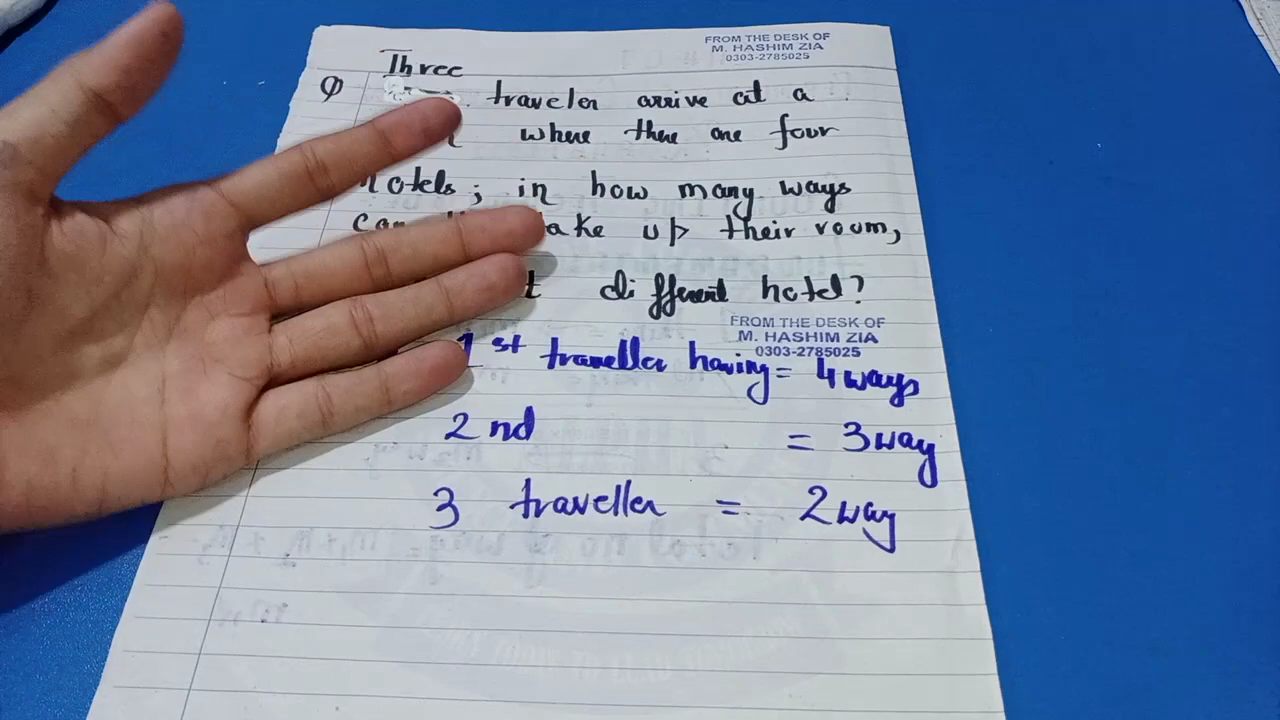 FROM THE DESK OF
M. HASHIM ZIA
0303-2785025
Three
Q traveler arrive at a
where there are four
hotels; in how many ways
take up their room,
different hotel?
FROM THE DESK OF
M. HASHIM ZIA
0303-2785025
1st traveller having = 4 ways
2nd = 3 way
3 traveller = 2 way